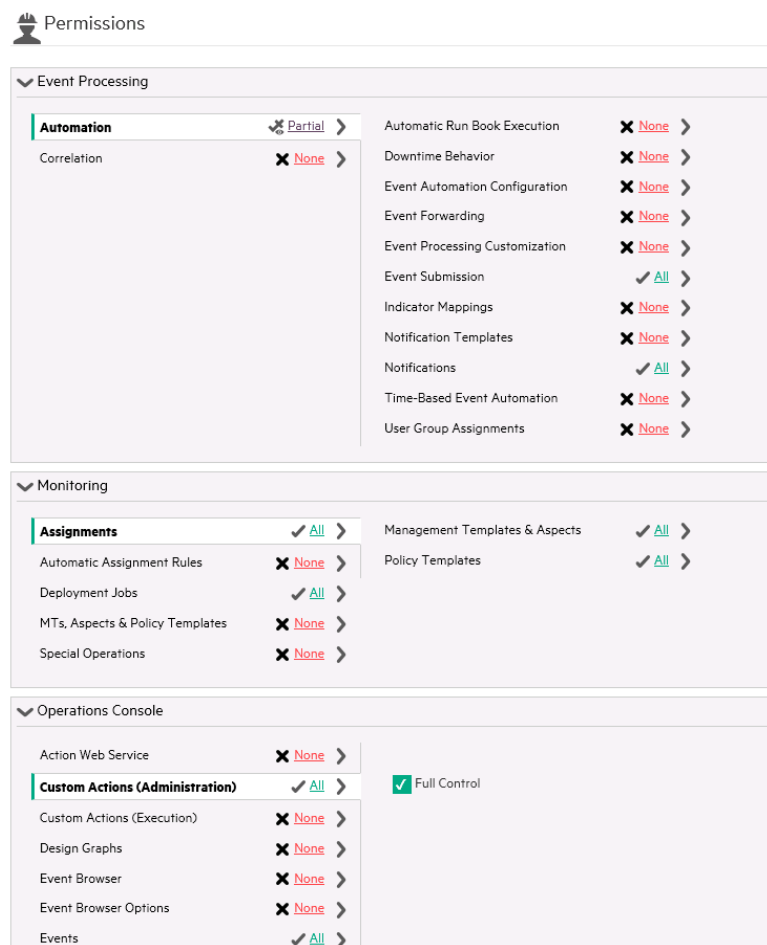 Permissions
Event Processing
Automation Partial
Correlation None
Automatic Run Book Execution None
Downtime Behavior None
Event Automation Configuration None
Event Forwarding None
Event Processing Customization None
Event Submission All
Indicator Mappings None
Notification Templates None
Notifications All
Time-Based Event Automation None
User Group Assignments None
Monitoring
Assignments All
Automatic Assignment Rules None
Deployment Jobs All
MTs, Aspects & Policy Templates None
Special Operations None
Management Templates & Aspects All
Policy Templates All
Operations Console
Action Web Service None
Custom Actions (Administration) All
Custom Actions (Execution) None
Design Graphs None
Event Browser None
Event Browser Options None
Events All
Full Control